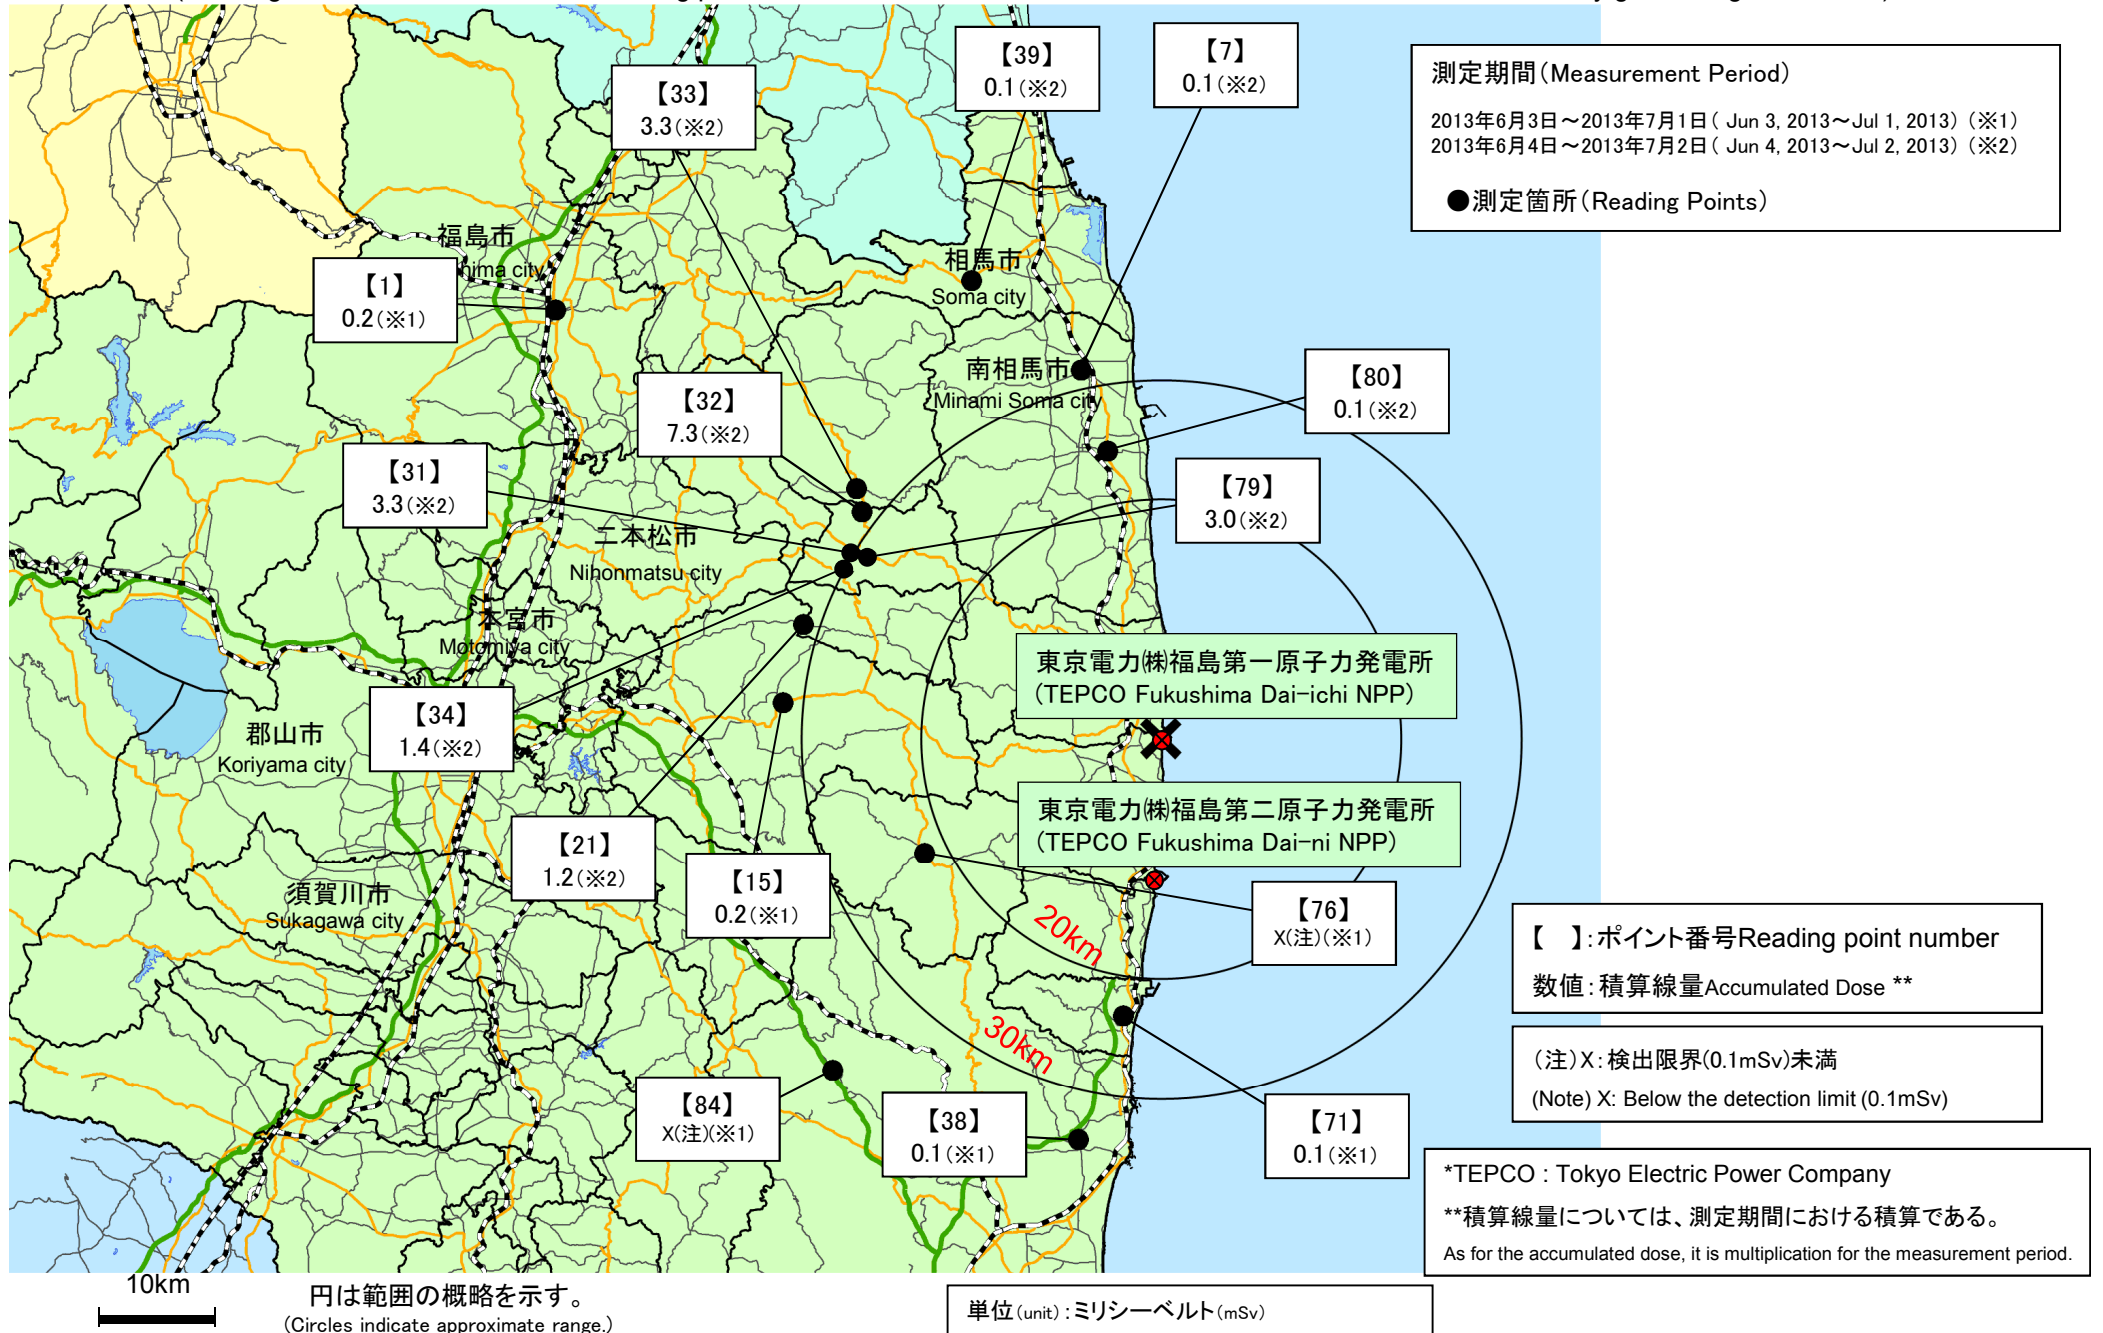 【39】
0.1(※2)
【7】
0.1(※2)
【33】
3.3(※2)
測定期間(Measurement Period)
2013年6月3日～2013年7月1日( Jun 3, 2013～Jul 1, 2013) (※1)
2013年6月4日～2013年7月2日( Jun 4, 2013～Jul 2, 2013) (※2)
●測定箇所(Reading Points)
福島市
hima city
【1】
0.2(※1)
相馬市
Soma city
南相馬市
Minami Soma city
【80】
0.1(※2)
【32】
7.3(※2)
【31】
3.3(※2)
【79】
3.0(※2)
二本松市
Nihonmatsu city
本宮市
Motomiya city
東京電力㈱福島第一原子力発電所
(TEPCO Fukushima Dai-ichi NPP)
【34】
1.4(※2)
郡山市
Koriyama city
東京電力㈱福島第二原子力発電所
(TEPCO Fukushima Dai-ni NPP)
【21】
1.2(※2)
【15】
0.2(※1)
須賀川市
Sukagawa city
【76】
X(注)(※1)
20km
30km
【　】:ポイント番号Reading point number
数値:積算線量Accumulated Dose **
(注)X:検出限界(0.1mSv)未満
(Note) X: Below the detection limit (0.1mSv)
【84】
X(注)(※1)
【38】
0.1(※1)
【71】
0.1(※1)
*TEPCO : Tokyo Electric Power Company
**積算線量については、測定期間における積算である。
As for the accumulated dose, it is multiplication for the measurement period.
10km
円は範囲の概略を示す。
(Circles indicate approximate range.)
単位(unit):ミリシーベルト(mSv)